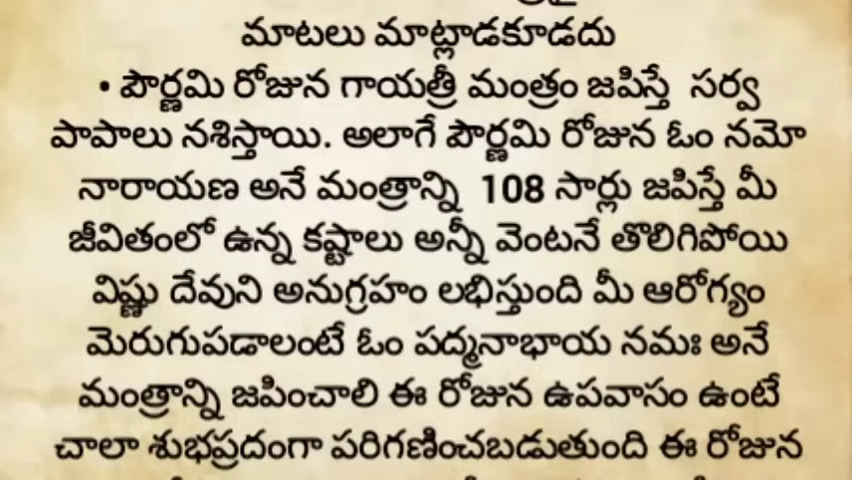 మాటలు మాట్లాడకూడదు
• పౌర్ణమి రోజున గాయత్రీ మంత్రం జపిస్తే సర్వ
పాపాలు నశిస్తాయి. అలాగే పౌర్ణమి రోజున ఓం నమో
నారాయణ అనే మంత్రాన్ని 108 సార్లు జపిస్తే మీ
జీవితంలో ఉన్న కష్టాలు అన్నీ వెంటనే తొలిగిపోయి
విష్ణు దేవుని అనుగ్రహం లభిస్తుంది మీ ఆరోగ్యం
మెరుగుపడాలంటే ఓం పద్మనాభాయ నమః అనే
మంత్రాన్ని జపించాలి ఈ రోజున ఉపవాసం ఉంటే
చాలా శుభప్రదంగా పరిగణించబడుతుంది ఈ రోజున